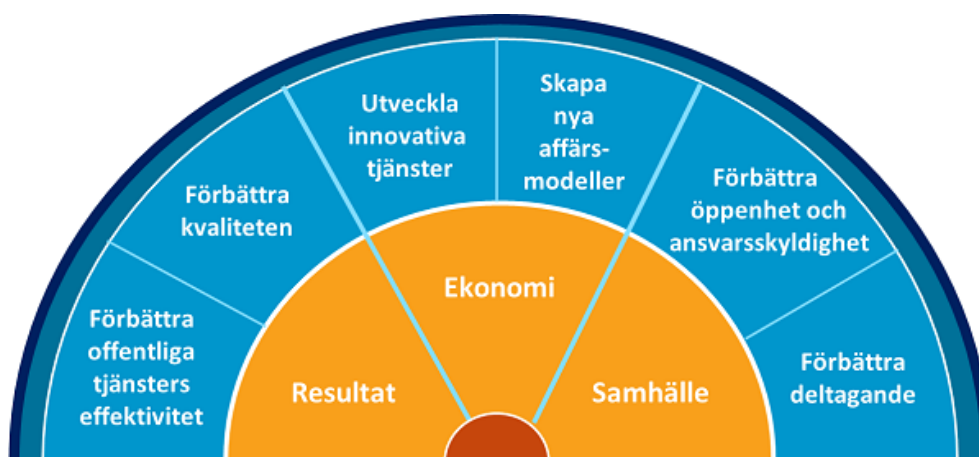 Förbättra
offentliga
tjänsters
effektivitet
Förbättra
kvaliteten
Utveckla
innovativa
tjänster
Skapa
nya
affärs-
modeller
Förbättra
öppenhet och
ansvarsskyldighet
Förbättra
deltagande
Resultat
Ekonomi
Samhälle